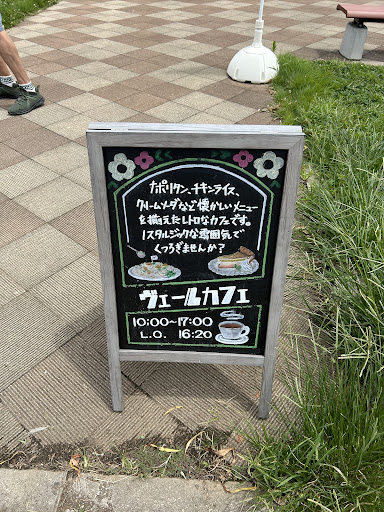 ナポリタン、チキンライス、
クリームソーダなど懐かしいメニュー
を揃えたレトロなカフェです。
ノスタルジックな雰囲気で
くつろぎませんか？
ヴェールカフェ
10:00~17:00
L.O. 16:20